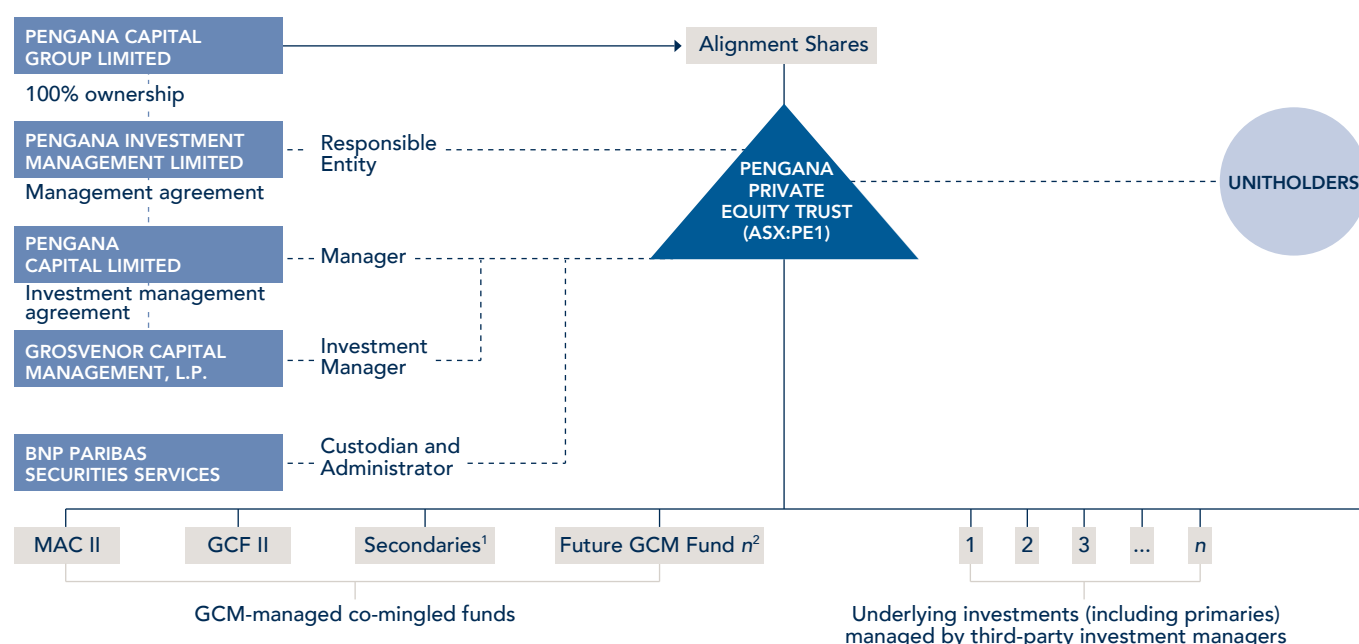 PENGANA CAPITAL
GROUP LIMITED
Alignment Shares
100% ownership
PENGANA INVESTMENT
MANAGEMENT LIMITED
Responsible
Entity
Management agreement
PENGANA
PRIVATE
EQUITY TRUST
(ASX:PE1)
UNITHOLDERS
PENGANA
CAPITAL LIMITED
Manager
Investment management
agreement
GROSVENOR CAPITAL
MANAGEMENT, L.P.
Investment
Manager
BNP PARIBAS
SECURITIES SERVICES
Custodian and
Administrator
MAC II
GCF II
Secondaries¹
Future GCM Fund n²
1
2
3
...
n
GCM-managed co-mingled funds
Underlying investments (including primaries)
managed by third-party investment managers